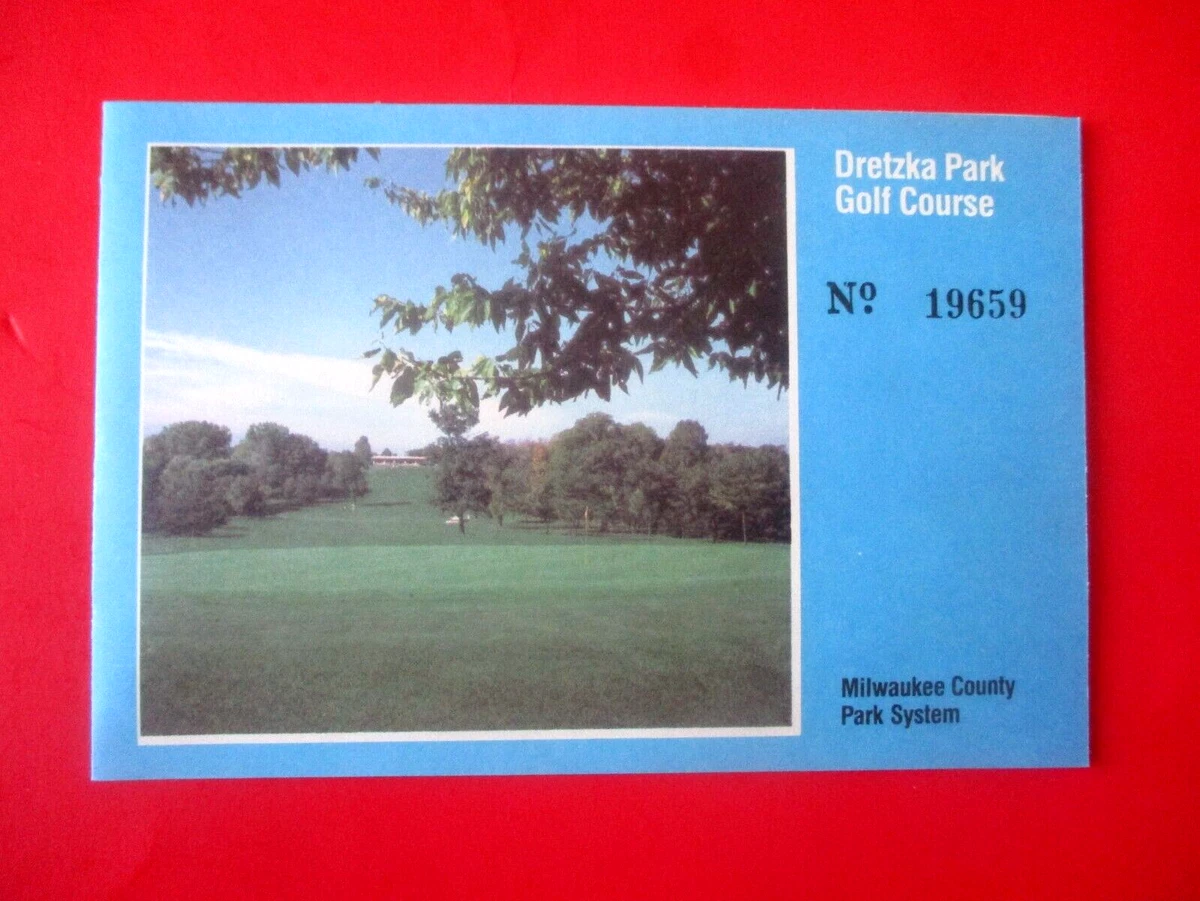 Dretzka Park
Golf Course
Nº. 19659
Milwaukee County
Park System